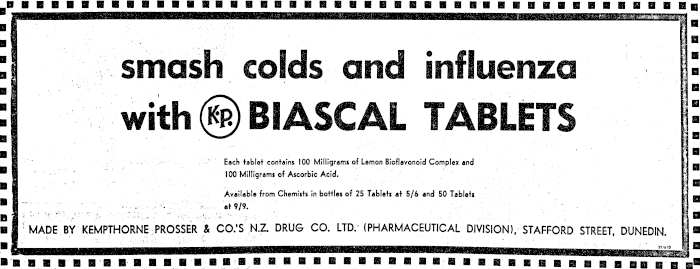 smash colds and influenza
with K.P. BIASCAL TABLETS
Each tablet contains 100 Milligrams of Lemon Bioflavonoid Complex and
100 Milligrams of Ascorbic Acid.
Available from Chemists in bottles of 25 Tablets at 5/6 and 50 Tablets
at 9/9.
MADE BY KEMPTHORNE PROSSER & CO.'S N.Z. DRUG CO. LTD. (PHARMACEUTICAL DIVISION), STAFFORD STREET, DUNEDIN.